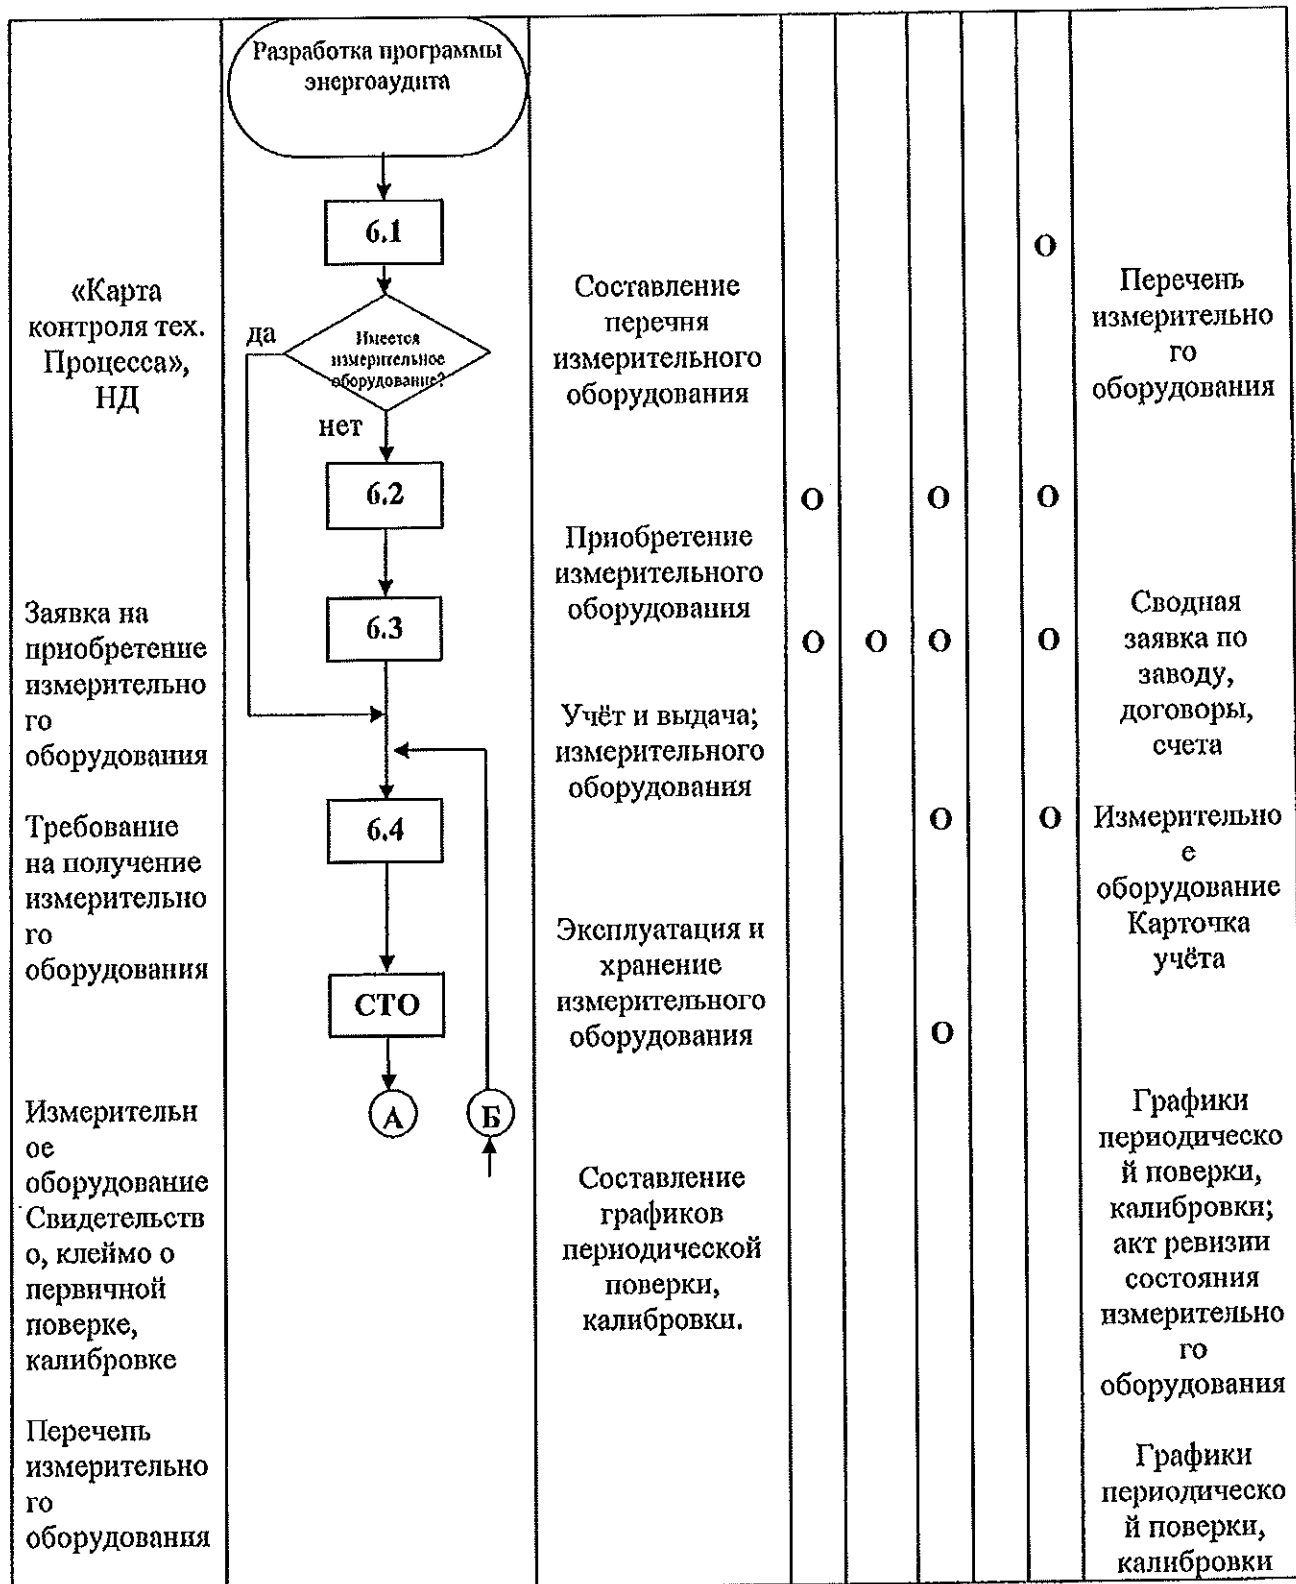 «Карта
контроля тех.
Процесса»,
НД
Заявка на
приобретение
измерительно
го
оборудования
Требование
на получение
измерительно
го
оборудования
Измерительн
ое
оборудование
Свидетельств
о, клеймо о
первичной
поверке,
калибровке
Перечень
измерительно
го
оборудования
Разработка программы
энергоаудита
6.1
да
Имеется
измерительное
оборудование?
нет
6.2
6.3
6.4
СТО
А
Б
Составление
перечня
измерительного
оборудования
Приобретение
измерительного
оборудования
Учёт и выдача;
измерительного
оборудования
Эксплуатация и
хранение
измерительного
оборудования
Составление
графиков
периодической
поверки,
калибровки.
О
О О О
О О О О
О О
О
Перечень
измерительно
го
оборудования
Сводная
заявка по
заводу,
договоры,
счета
Измерительно
е
оборудование
Карточка
учёта
Графики
периодическо
й поверки,
калибровки;
акт ревизии
состояния
измерительно
го
оборудования
Графики
периодическо
й поверки,
калибровки